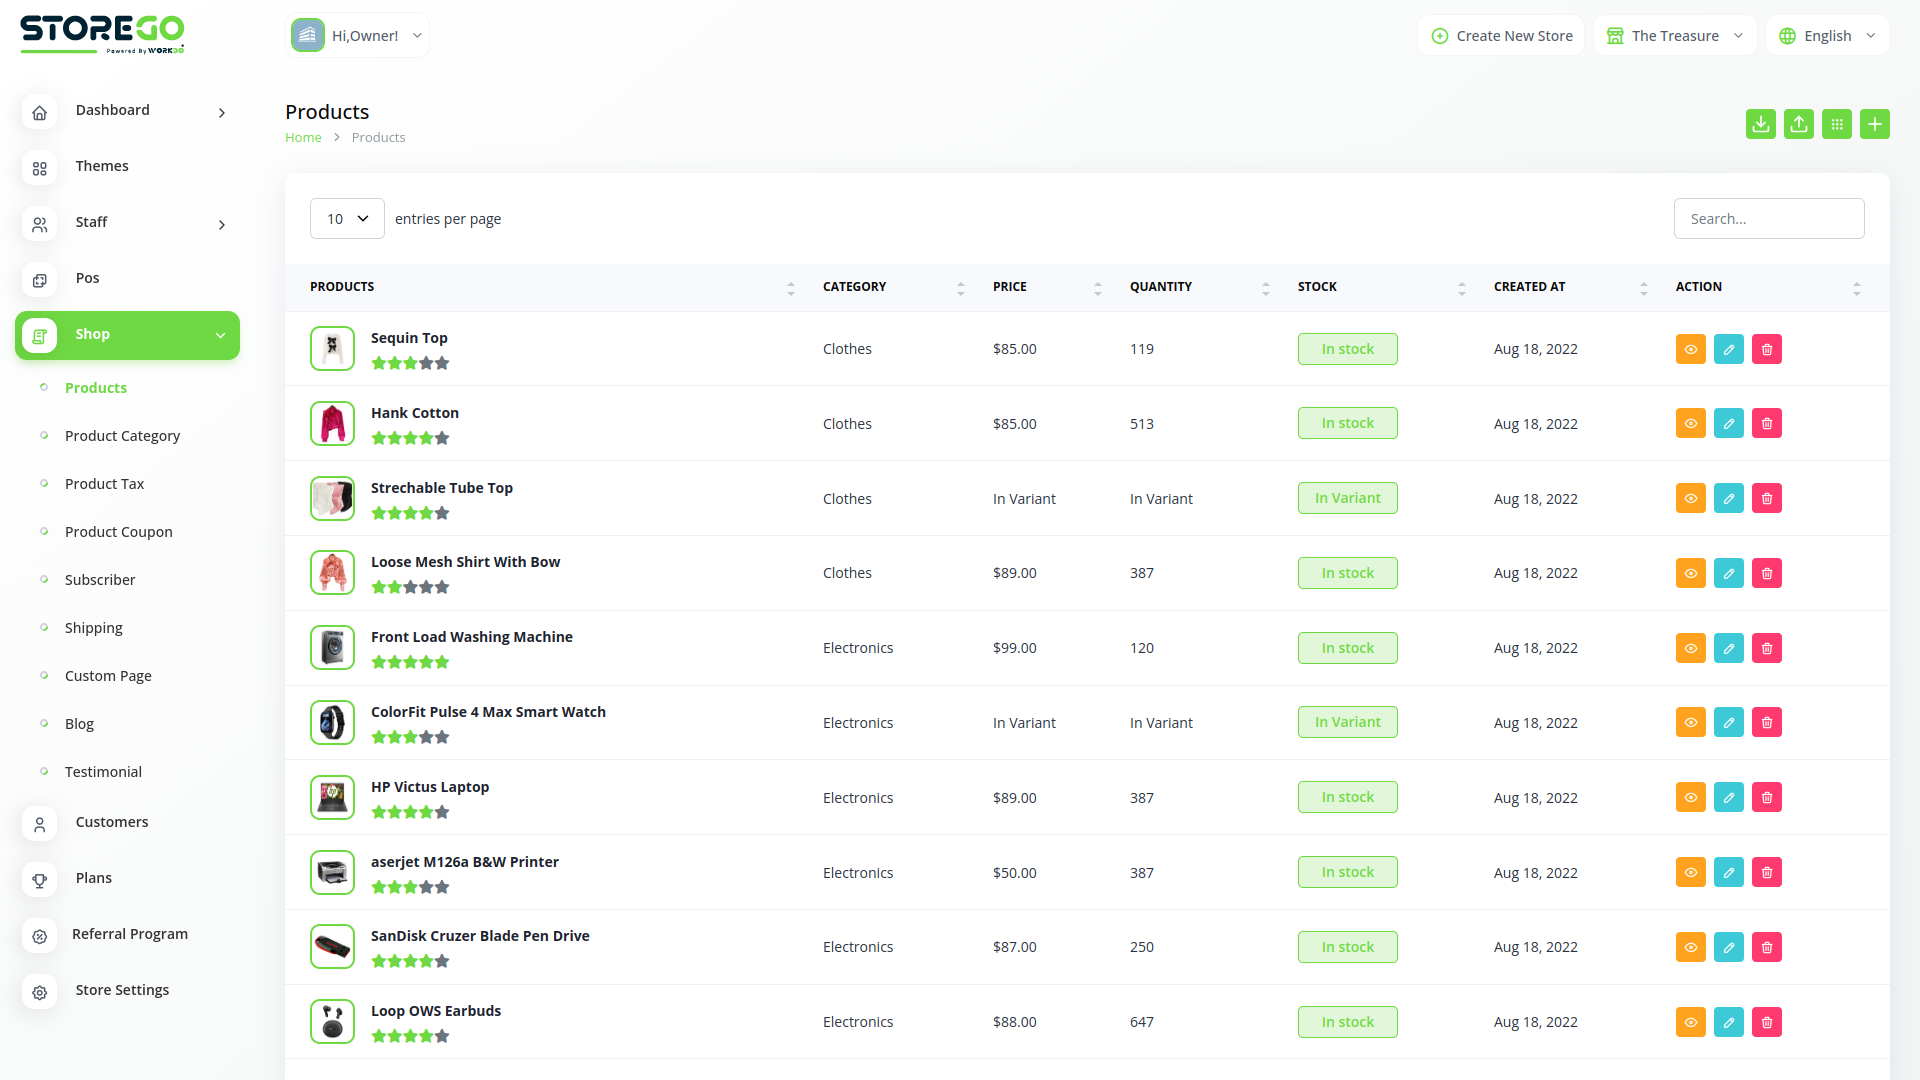 STOREGO
Powered By WORKDO
Hi,Owner!
Create New Store
The Treasure
English
Dashboard
Themes
Staff
Pos
Shop
Products
Product Category
Product Tax
Product Coupon
Subscriber
Shipping
Custom Page
Blog
Testimonial
Customers
Plans
Referral Program
Store Settings
Products
Home > Products
10 entries per page
Search...
PRODUCTS CATEGORY PRICE QUANTITY STOCK CREATED AT ACTION
Sequin Top Clothes $85.00 119 In stock Aug 18, 2022
Hank Cotton Clothes $85.00 513 In stock Aug 18, 2022
Strechable Tube Top Clothes In Variant In Variant In Variant Aug 18, 2022
Loose Mesh Shirt With Bow Clothes $89.00 387 In stock Aug 18, 2022
Front Load Washing Machine Electronics $99.00 120 In stock Aug 18, 2022
ColorFit Pulse 4 Max Smart Watch Electronics In Variant In Variant In Variant Aug 18, 2022
HP Victus Laptop Electronics $89.00 387 In stock Aug 18, 2022
aserjet M126a B&W Printer Electronics $50.00 387 In stock Aug 18, 2022
SanDisk Cruzer Blade Pen Drive Electronics $87.00 250 In stock Aug 18, 2022
Loop OWS Earbuds Electronics $88.00 647 In stock Aug 18, 2022